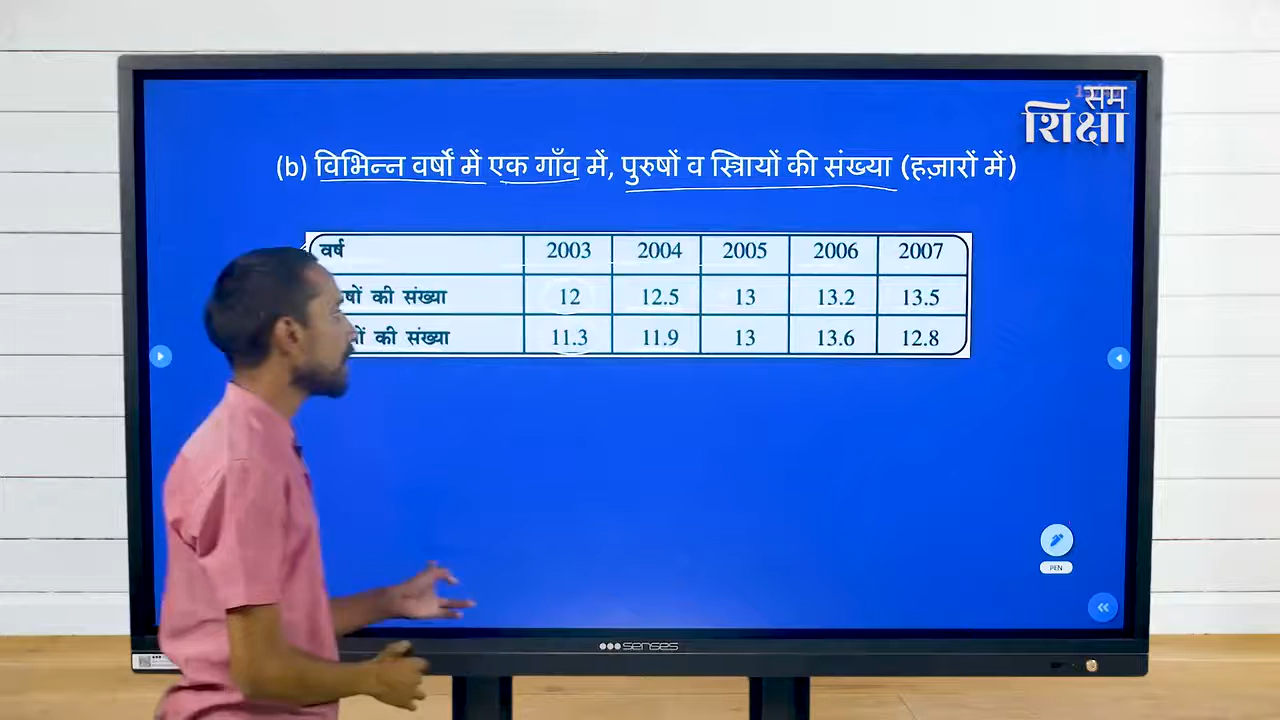 सम
शिक्षा
(b) विभिन्न वर्षों में एक गाँव में, पुरुषों व स्त्रिायों की संख्या (हज़ारों में)
वर्ष 2003 2004 2005 2006 2007
की संख्या 12 12.5 13 13.2 13.5
की संख्या 11.3 11.9 13 13.6 12.8
PEN
senses